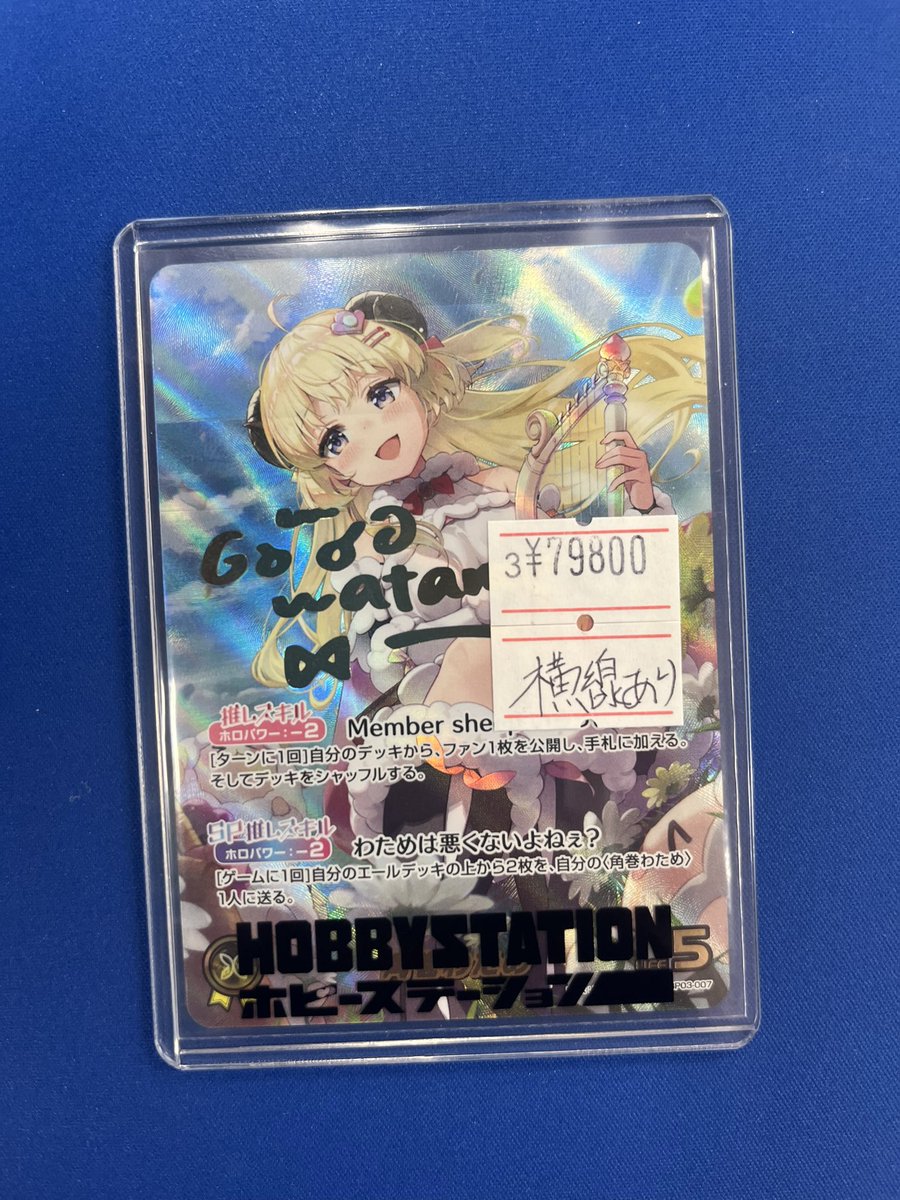 3¥79800
横線あり
推しスキル
ホロパワー:-2
Member she
[ターンに1回]自分のデッキから、ファン1枚を公開し、手札に加える。
そしてデッキをシャッフルする。
SP推しスキル
ホロパワー:-2
わためは悪くないよねぇ?
[ゲームに1回]自分のエールデッキの上から2枚を、自分の〈角巻わため〉
1人に送る。
HOBBYSTATION
ホビーステーション
5
P03-007